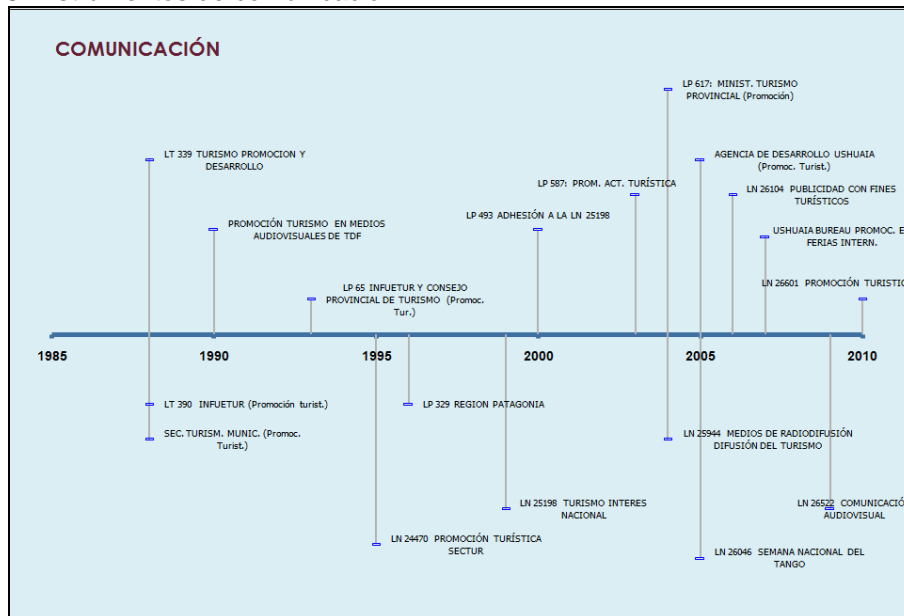 COMUNICACIÓN
LP 617: MINIST. TURISMO
PROVINCIAL (Promoción)
LT 339 TURISMO PROMOCION Y
DESARROLLO
AGENCIA DE DESARROLLO USHUAIA
(Promoc. Turist.)
LP 587: PROM. ACT. TURÍSTICA
LN 26104 PUBLICIDAD CON FINES
TURÍSTICOS
PROMOCIÓN TURISMO EN MEDIOS
AUDIOVISUALES DE TDF
LP 493 ADHESIÓN A LA LN 25198
USHUAIA BUREAU PROMOC. E
FERIAS INTERN.
LP 65 INFUETUR Y CONSEJO
PROVINCIAL DE TURISMO (Promoc.
Tur.)
LN 26601 PROMOCIÓN TURISTIC
1985 1990 1995 2000 2005 2010
LT 390 INFUETUR (Promoción turist.)
LP 329 REGION PATAGONIA
SEC. TURISM. MUNIC. (Promoc.
Turist.)
LN 25944 MEDIOS DE RADIODIFUSIÓN
DIFUSIÓN DEL TURISMO
LN 25198 TURISMO INTERES
NACIONAL
LN 26522 COMUNICACIÓ
AUDIOVISUAL
LN 24470 PROMOCIÓN TURÍSTICA
SECTUR
LN 26046 SEMANA NACIONAL DEL
TANGO